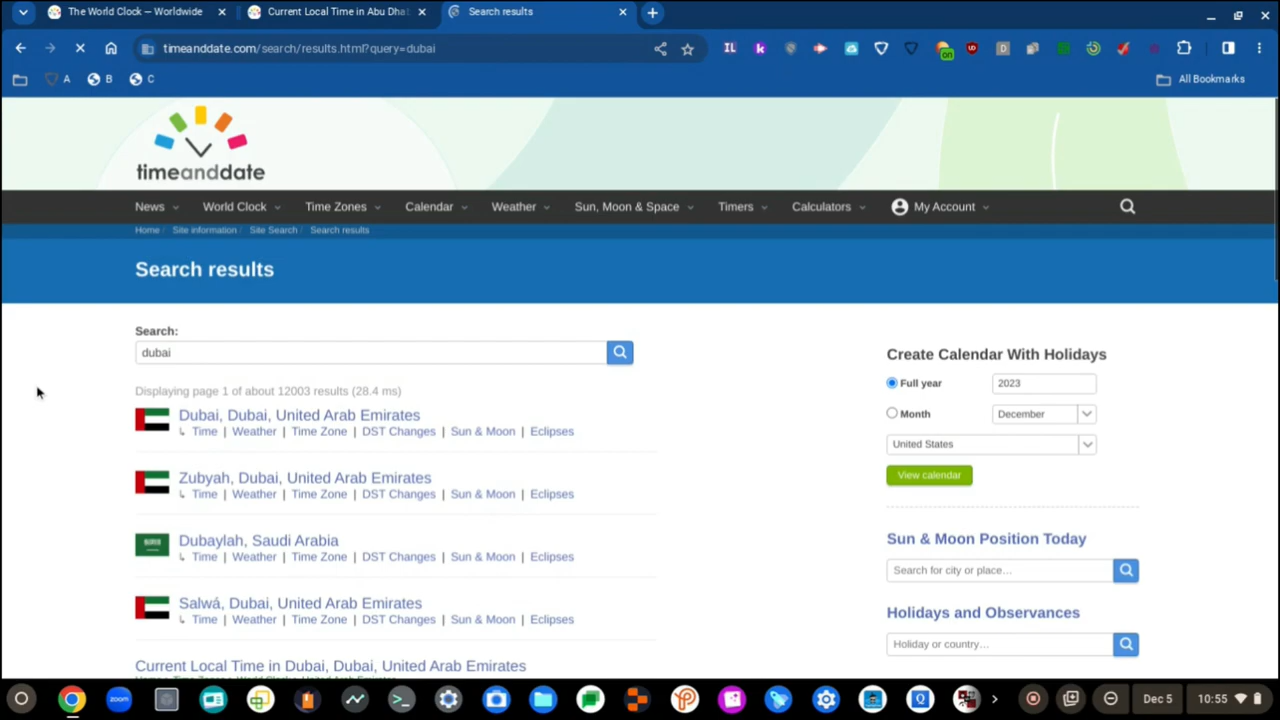 The World Clock — Worldwide
Current Local Time in Abu Dhab
Search results
timeanddate.com/search/results.html?query=dubai
A B C
All Bookmarks
timeanddate
News World Clock Time Zones Calendar Weather Sun, Moon & Space Timers Calculators My Account
Home / Site information / Site Search / Search results
Search results
Search:
dubai
Displaying page 1 of about 12003 results (28.4 ms)
Dubai, Dubai, United Arab Emirates
Time | Weather | Time Zone | DST Changes | Sun & Moon | Eclipses
Zubyah, Dubai, United Arab Emirates
Time | Weather | Time Zone | DST Changes | Sun & Moon | Eclipses
Dubaylah, Saudi Arabia
Time | Weather | Time Zone | DST Changes | Sun & Moon | Eclipses
Salwá, Dubai, United Arab Emirates
Time | Weather | Time Zone | DST Changes | Sun & Moon | Eclipses
Current Local Time in Dubai, Dubai, United Arab Emirates
Create Calendar With Holidays
Full year 2023
Month December
United States
View calendar
Sun & Moon Position Today
Search for city or place...
Holidays and Observances
Holiday or country...
zoom
Dec 5 10:55